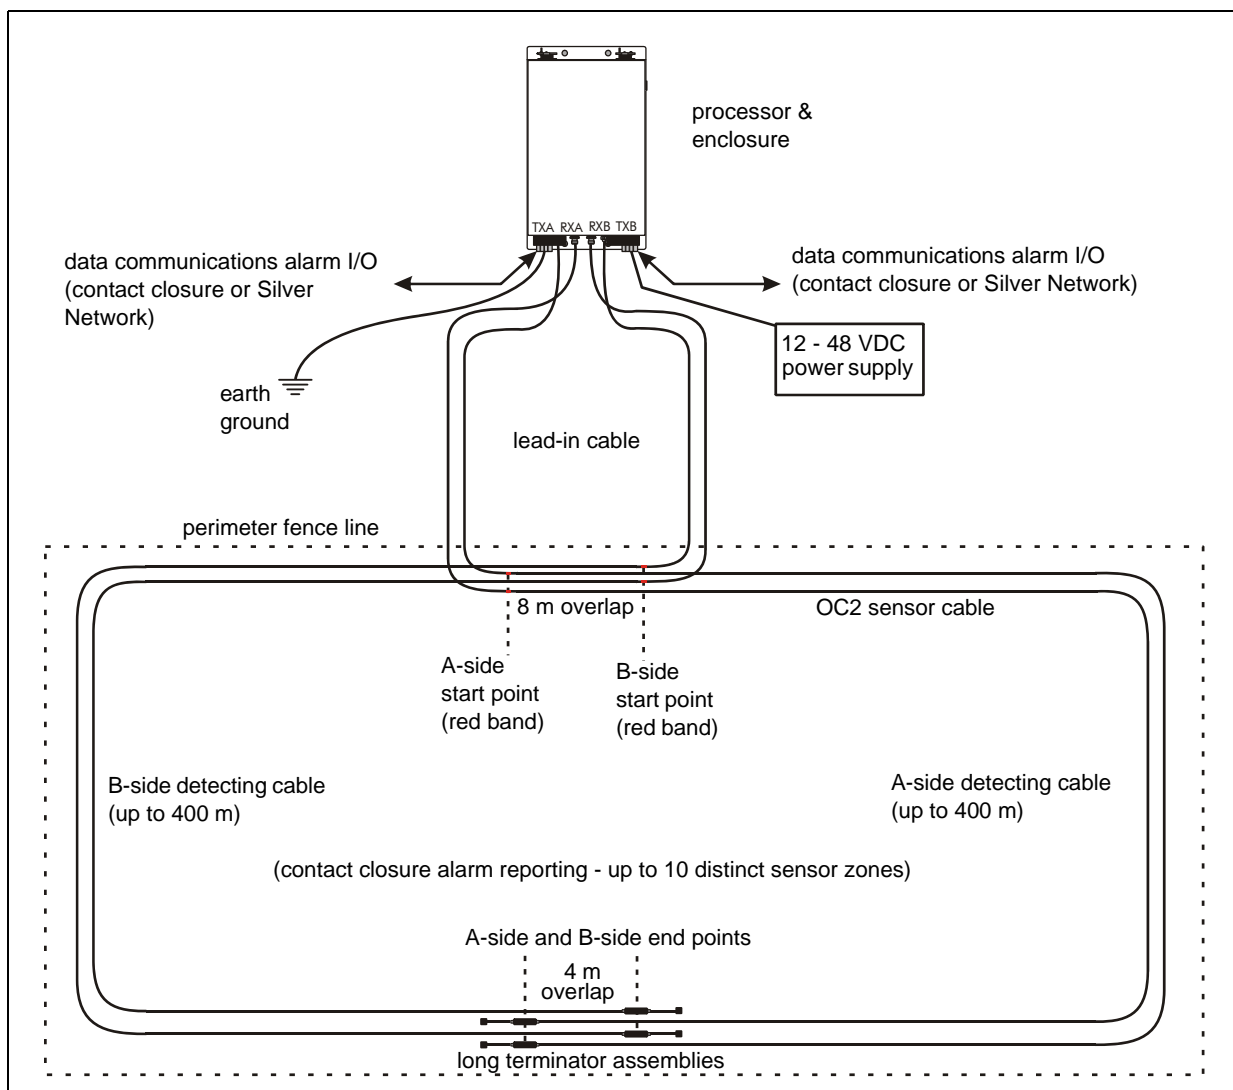 processor &
enclosure
TXA RXA RXB TXB
data communications alarm I/O
(contact closure or Silver
Network)
data communications alarm I/O
(contact closure or Silver Network)
12 - 48 VDC
power supply
earth
ground
lead-in cable
perimeter fence line
8 m overlap
OC2 sensor cable
A-side
start point
(red band)
B-side
start point
(red band)
B-side detecting cable
(up to 400 m)
A-side detecting cable
(up to 400 m)
(contact closure alarm reporting - up to 10 distinct sensor zones)
A-side and B-side end points
4 m
overlap
long terminator assemblies